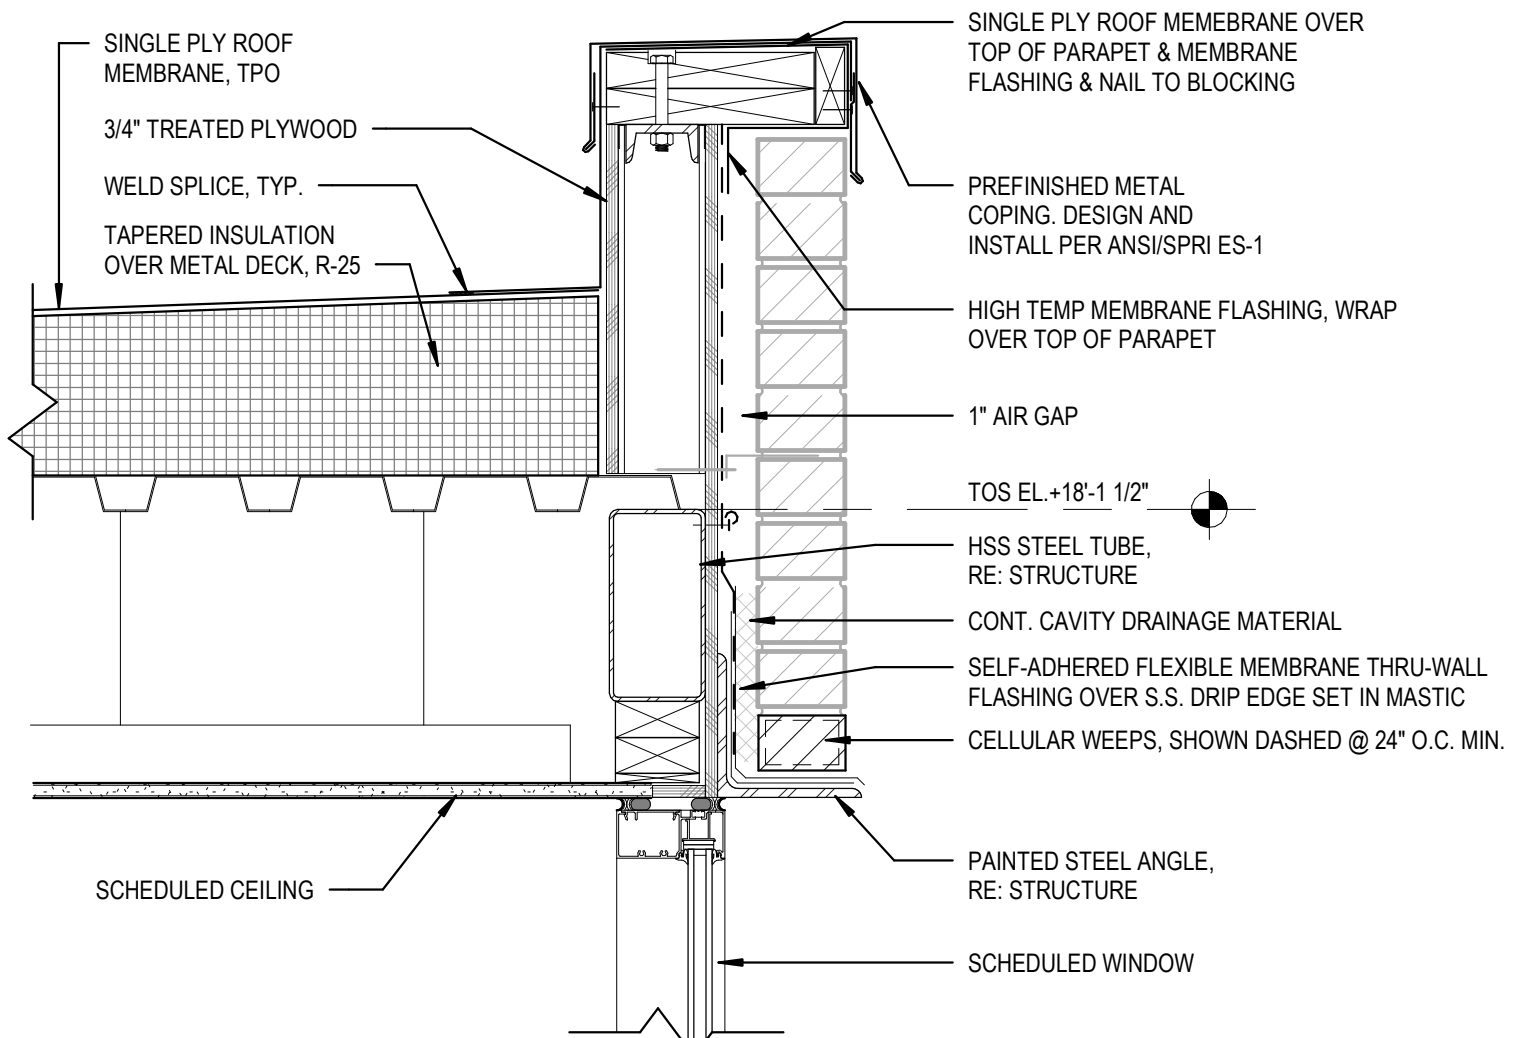 SINGLE PLY ROOF
MEMBRANE, TPO
3/4" TREATED PLYWOOD
WELD SPLICE, TYP.
TAPERED INSULATION
OVER METAL DECK, R-25
SCHEDULED CEILING
SINGLE PLY ROOF MEMEBRANE OVER
TOP OF PARAPET & MEMBRANE
FLASHING & NAIL TO BLOCKING
PREFINISHED METAL
COPING. DESIGN AND
INSTALL PER ANSI/SPRI ES-1
HIGH TEMP MEMBRANE FLASHING, WRAP
OVER TOP OF PARAPET
1" AIR GAP
TOS EL.+18'-1 1/2"
HSS STEEL TUBE,
RE: STRUCTURE
CONT. CAVITY DRAINAGE MATERIAL
SELF-ADHERED FLEXIBLE MEMBRANE THRU-WALL
FLASHING OVER S.S. DRIP EDGE SET IN MASTIC
CELLULAR WEEPS, SHOWN DASHED @ 24" O.C. MIN.
PAINTED STEEL ANGLE,
RE: STRUCTURE
SCHEDULED WINDOW